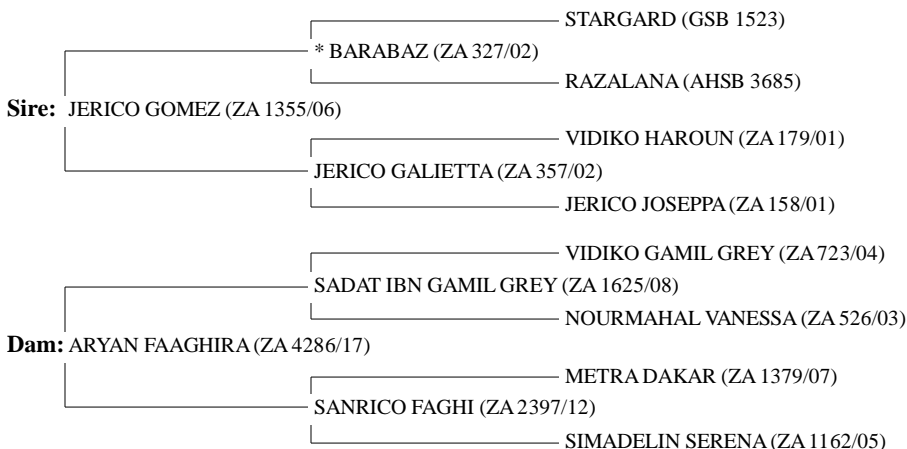 STARGARD (GSB 1523)
* BARABAZ (ZA 327/02)
RAZALANA (AHSB 3685)
Sire: JERICO GOMEZ (ZA 1355/06)
VIDIKO HAROUN (ZA 179/01)
JERICO GALIETTA (ZA 357/02)
JERICO JOSEPPA (ZA 158/01)
VIDIKO GAMIL GREY (ZA 723/04)
SADAT IBN GAMIL GREY (ZA 1625/08)
NOURMAHAL VANESSA (ZA 526/03)
Dam: ARYAN FAAGHIRA (ZA 4286/17)
METRA DAKAR (ZA 1379/07)
SANRICO FAGHI (ZA 2397/12)
SIMADELIN SERENA (ZA 1162/05)